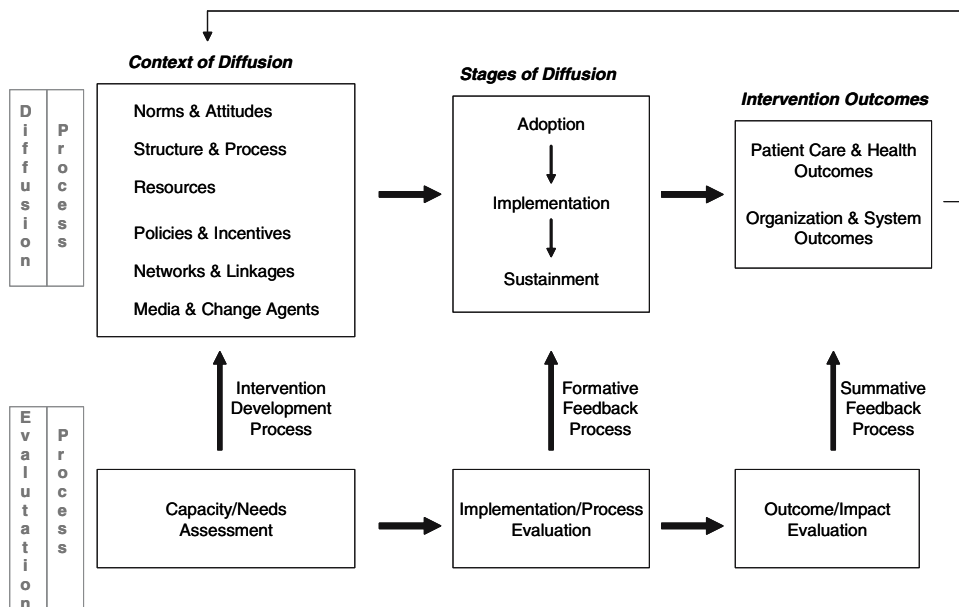 Context of Diffusion
Stages of Diffusion
Intervention Outcomes
Diffusion
Process
Norms & Attitudes
Structure & Process
Resources
Policies & Incentives
Networks & Linkages
Media & Change Agents
Adoption
Implementation
Sustainment
Patient Care & Health
Outcomes
Organization & System
Outcomes
Intervention
Development
Process
Formative
Feedback
Process
Summative
Feedback
Process
Evalutation
Process
Capacity/Needs
Assessment
Implementation/Process
Evaluation
Outcome/Impact
Evaluation